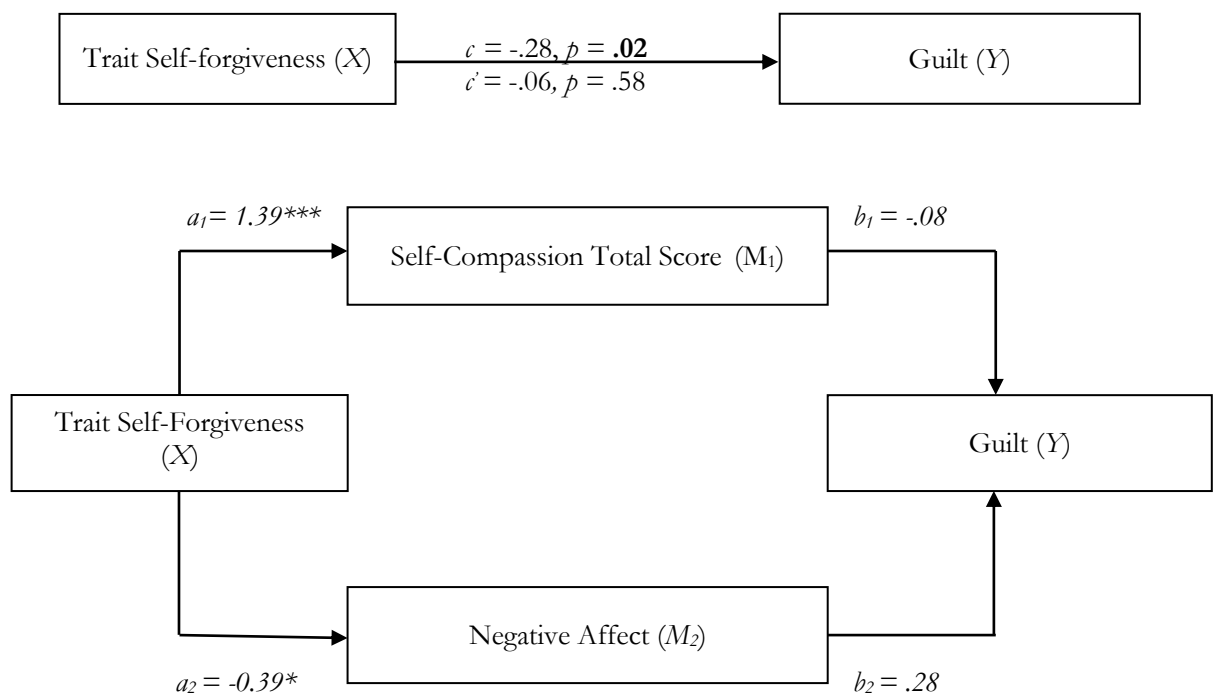 Trait Self-forgiveness (X)
c = -.28, p = .02
c’ = -.06, p = .58
Guilt (Y)
a1= 1.39***
Self-Compassion Total Score (M1)
b1 = -.08
Trait Self-Forgiveness
(X)
Guilt (Y)
Negative Affect (M2)
a2 = -0.39*
b2 = .28